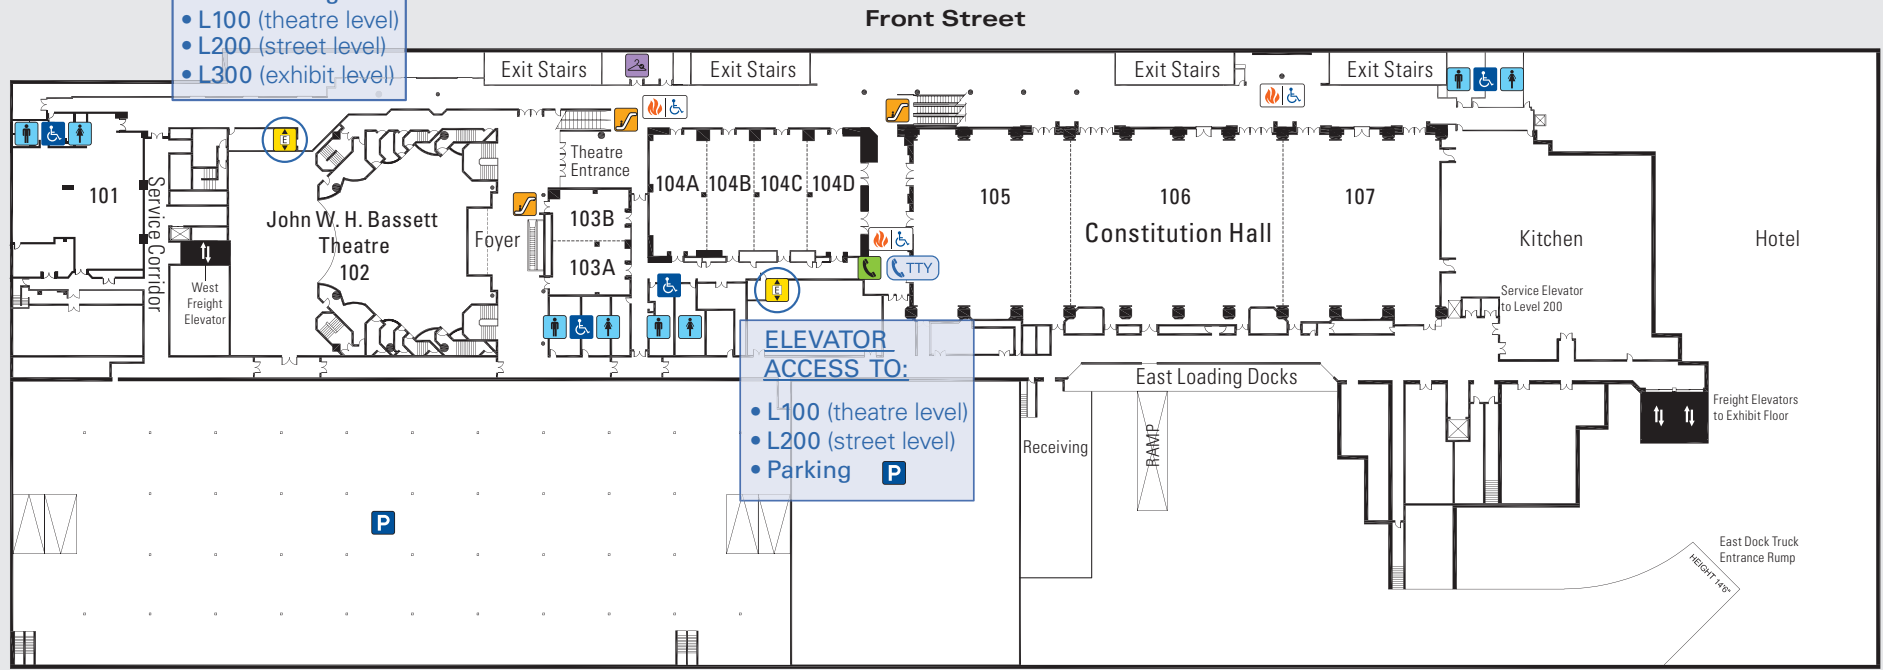 Front Street
• L100 (theatre level)
• L200 (street level)
• L300 (exhibit level)
Exit Stairs
Exit Stairs
Exit Stairs
Exit Stairs
E
Theatre
Entrance
101
Service Corridor
104A
104B
104C
104D
105
106
107
John W. H. Bassett
Theatre
102
Foyer
103B
103A
Constitution Hall
Kitchen
Hotel
TTY
West
Freight
Elevator
E
Service Elevator
to Level 200
ELEVATOR
ACCESS TO:
• L100 (theatre level)
• L200 (street level)
• Parking P
East Loading Docks
Freight Elevators
to Exhibit Floor
Receiving
RAMP
P
East Dock Truck
Entrance Rump
HEIGHT 14'6"